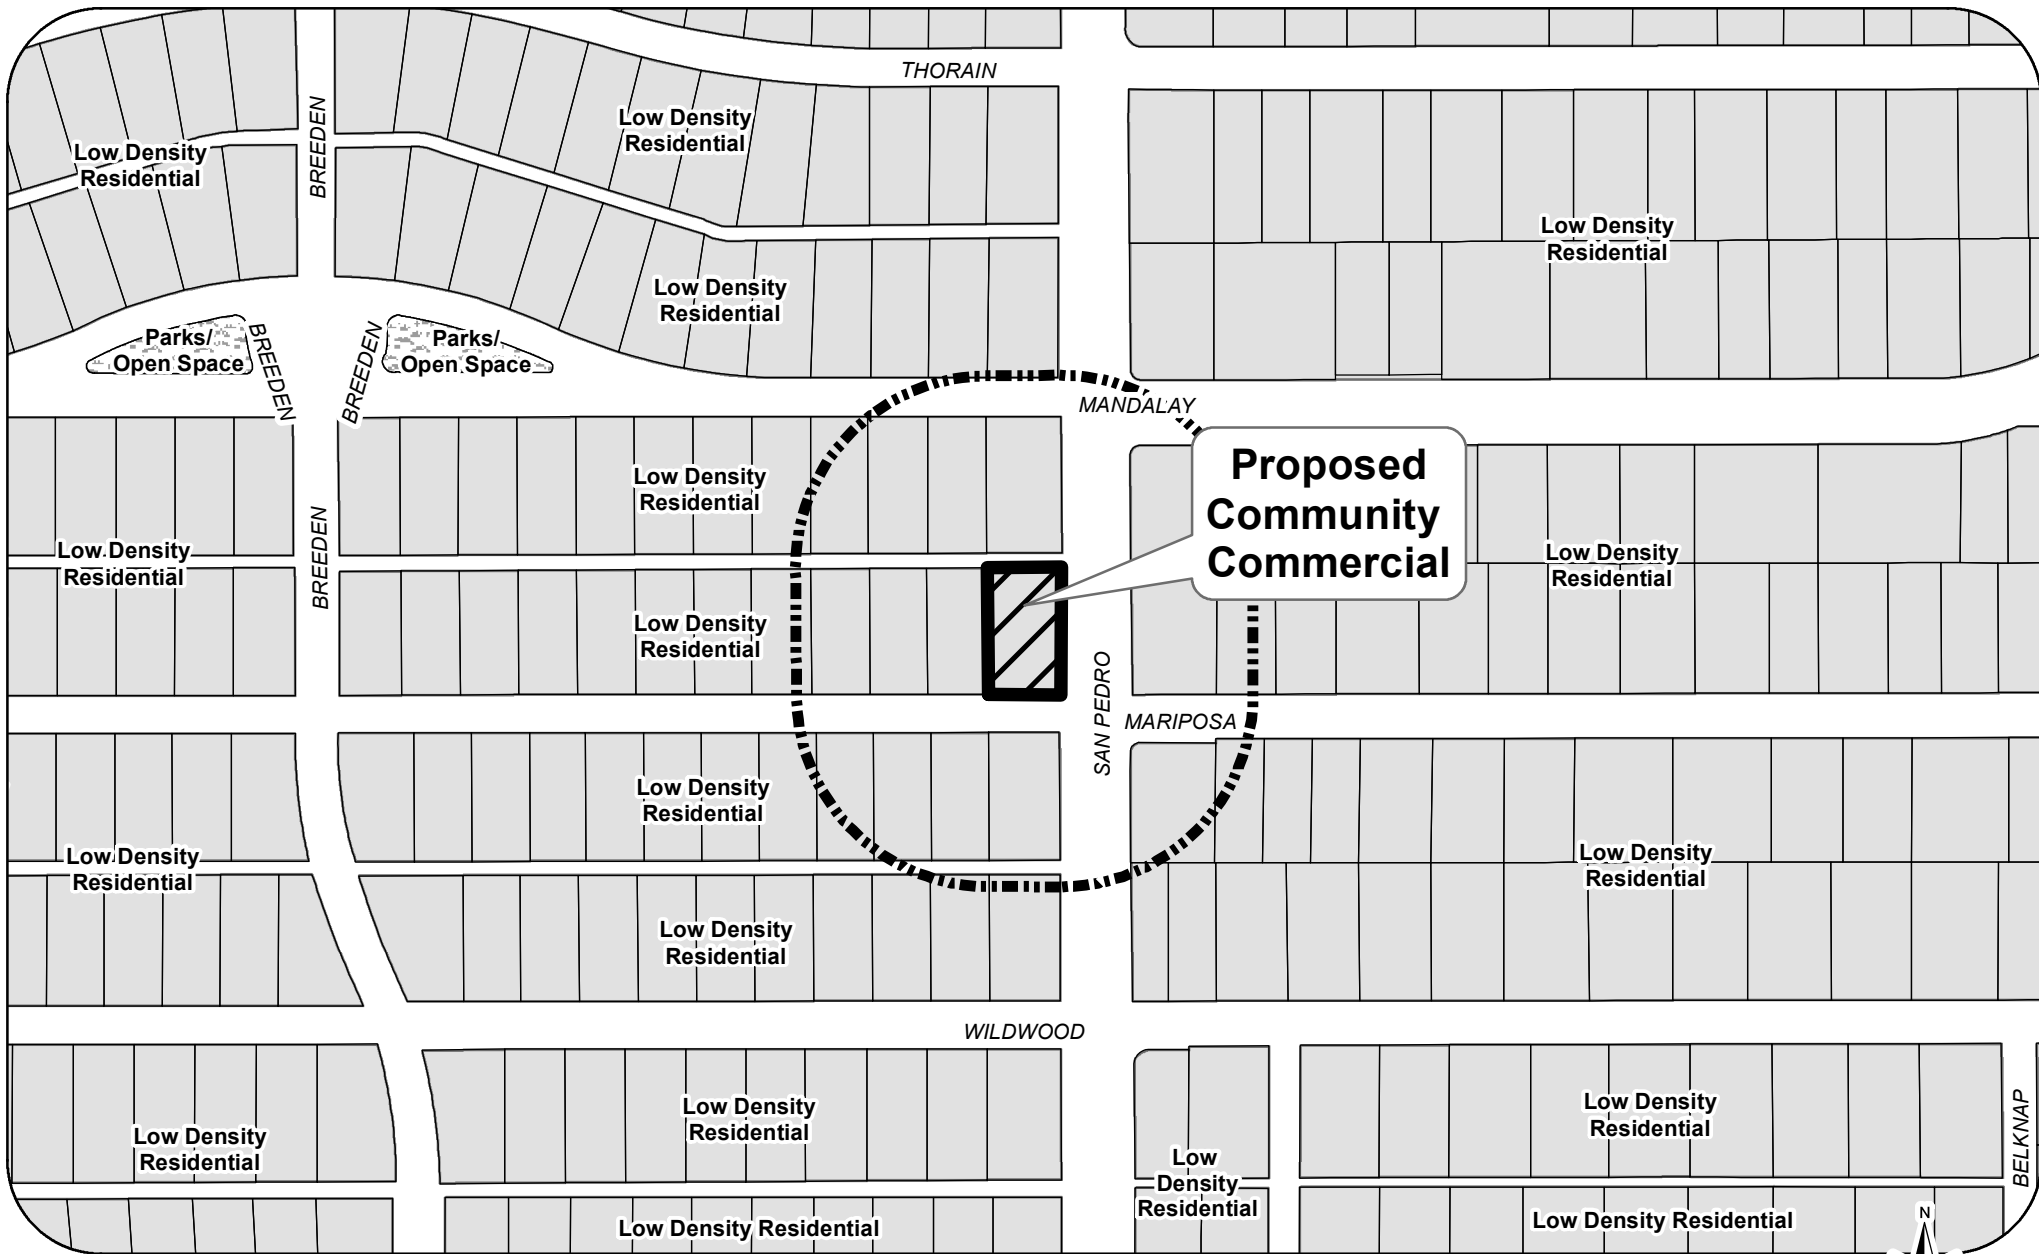 THORAIN
Low Density
Residential
Low Density
Residential
BREEDEN
Low Density
Residential
Low Density
Residential
Parks/
Open Space
BREEDEN
BREEDEN
Parks/
Open Space
MANDALAY
Proposed
Community
Commercial
Low Density
Residential
BREEDEN
Low Density
Residential
Low Density
Residential
Low Density
Residential
SAN PEDRO
MARIPOSA
Low Density
Residential
Low Density
Residential
Low Density
Residential
Low Density
Residential
WILDWOOD
Low Density
Residential
Low Density
Residential
Low Density
Residential
BELKNAP
Low
Density
Residential
Low Density Residential
Low Density Residential
N